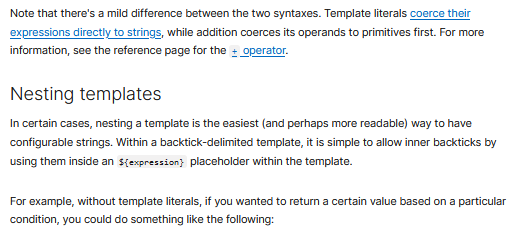 Note that there's a mild difference between the two syntaxes. Template literals coerce their
expressions directly to strings, while addition coerces its operands to primitives first. For more
information, see the reference page for the + operator.
Nesting templates
In certain cases, nesting a template is the easiest (and perhaps more readable) way to have
configurable strings. Within a backtick-delimited template, it is simple to allow inner backticks by
using them inside an ${expression} placeholder within the template.
For example, without template literals, if you wanted to return a certain value based on a particular
condition, you could do something like the following: